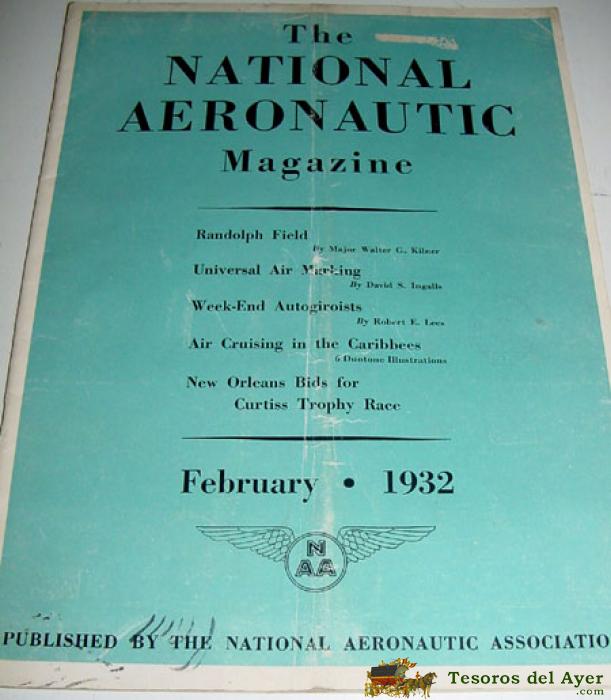 The
NATIONAL
AERONAUTIC
Magazine
Randolph Field
By Major Walter G. Kilner
Universal Air Marking
By David S. Ingalls
Week-End Autogiroists
By Robert E. Lees
Air Cruising in the Caribbees
6 Duotone Illustrations
New Orleans Bids for
Curtiss Trophy Race
February • 1932
N
AA
PUBLISHED BY THE NATIONAL AERONAUTIC ASSOCIATIO
Tesoros del Ayer
.com